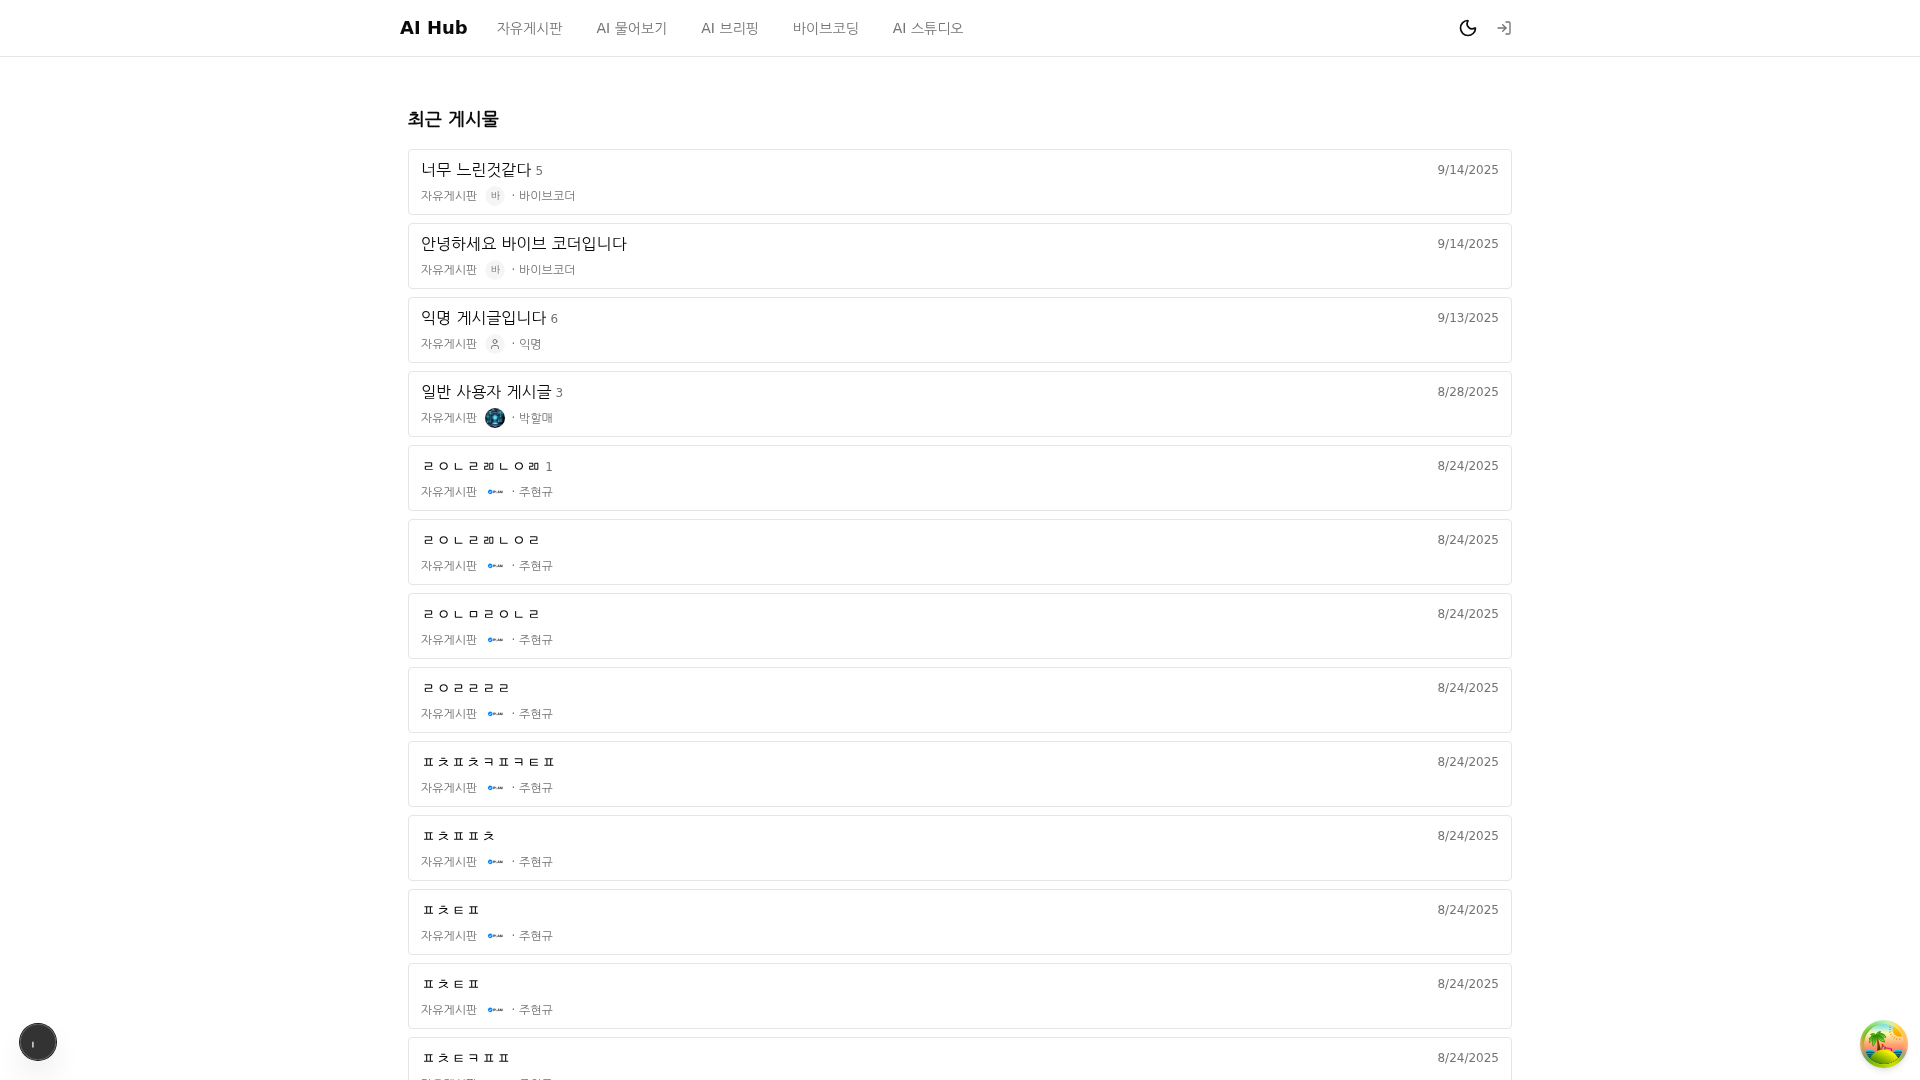 AI Hub
자유게시판
AI 물어보기
AI 브리핑
바이브코딩
AI 스튜디오
최근 게시물
너무 느린것같다 5
9/14/2025
자유게시판 바 · 바이브코더
안녕하세요 바이브 코더입니다
9/14/2025
자유게시판 바 · 바이브코더
익명 게시글입니다 6
9/13/2025
자유게시판 · 익명
일반 사용자 게시글 3
8/28/2025
자유게시판 · 박할매
8/24/2025
자유게시판 · 주현규
8/24/2025
자유게시판 · 주현규
ㄹㅇㄴㅁㄹㅇㄴㄹ
8/24/2025
자유게시판 · 주현규
ㄹㅇㄹㄹㄹㄹ
8/24/2025
자유게시판 · 주현규
ㅍㅊㅍㅊㅋㅍㅋㅌㅍ
8/24/2025
자유게시판 · 주현규
ㅍㅊㅍㅍㅊ
8/24/2025
자유게시판 · 주현규
ㅍㅊㅌㅍ
8/24/2025
자유게시판 · 주현규
ㅍㅊㅌㅍ
8/24/2025
자유게시판 · 주현규
ㅍㅊㅌㅋㅍㅍ
8/24/2025